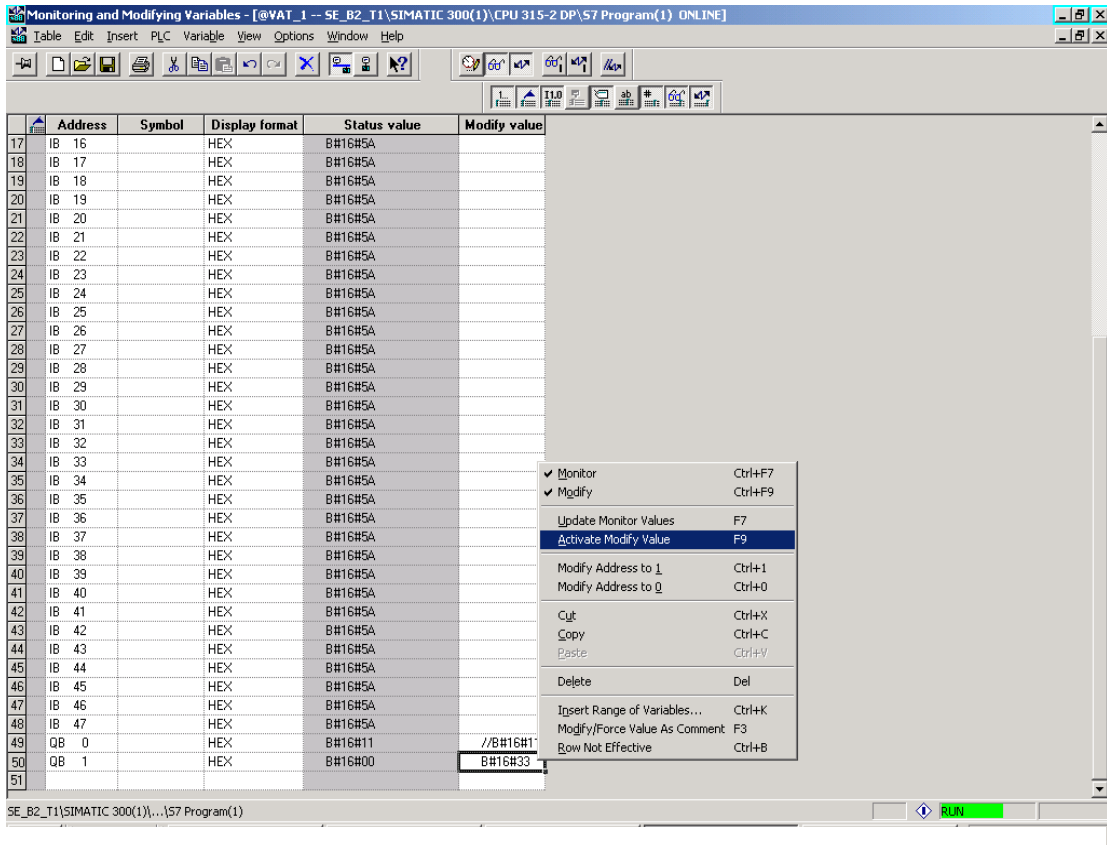 Monitoring and Modifying Variables - [@VAT_1 -- SE_B2_T1\SIMATIC 300(1)\CPU 315-2 DP\S7 Program(1) ONLINE]
Table Edit Insert PLC Variable View Options Window Help
Address Symbol Display format Status value Modify value
17 IB 16 HEX B#16#5A
18 IB 17 HEX B#16#5A
19 IB 18 HEX B#16#5A
20 IB 19 HEX B#16#5A
21 IB 20 HEX B#16#5A
22 IB 21 HEX B#16#5A
23 IB 22 HEX B#16#5A
24 IB 23 HEX B#16#5A
25 IB 24 HEX B#16#5A
26 IB 25 HEX B#16#5A
27 IB 26 HEX B#16#5A
28 IB 27 HEX B#16#5A
29 IB 28 HEX B#16#5A
30 IB 29 HEX B#16#5A
31 IB 30 HEX B#16#5A
32 IB 31 HEX B#16#5A
33 IB 32 HEX B#16#5A
34 IB 33 HEX B#16#5A
35 IB 34 HEX B#16#5A
36 IB 35 HEX B#16#5A
37 IB 36 HEX B#16#5A
38 IB 37 HEX B#16#5A
39 IB 38 HEX B#16#5A
40 IB 39 HEX B#16#5A
41 IB 40 HEX B#16#5A
42 IB 41 HEX B#16#5A
43 IB 42 HEX B#16#5A
44 IB 43 HEX B#16#5A
45 IB 44 HEX B#16#5A
46 IB 45 HEX B#16#5A
47 IB 46 HEX B#16#5A
48 IB 47 HEX B#16#5A
49 QB 0 HEX B#16#11 //B#16#1
50 QB 1 HEX B#16#00 B#16#33
51
Monitor Ctrl+F7
Modify Ctrl+F9
Update Monitor Values F7
Activate Modify Value F9
Modify Address to 1 Ctrl+1
Modify Address to 0 Ctrl+0
Cut Ctrl+X
Copy Ctrl+C
Paste Ctrl+V
Delete Del
Insert Range of Variables... Ctrl+K
Modify/Force Value As Comment F3
Row Not Effective Ctrl+B
SE_B2_T1\SIMATIC 300(1)\...\S7 Program(1) RUN